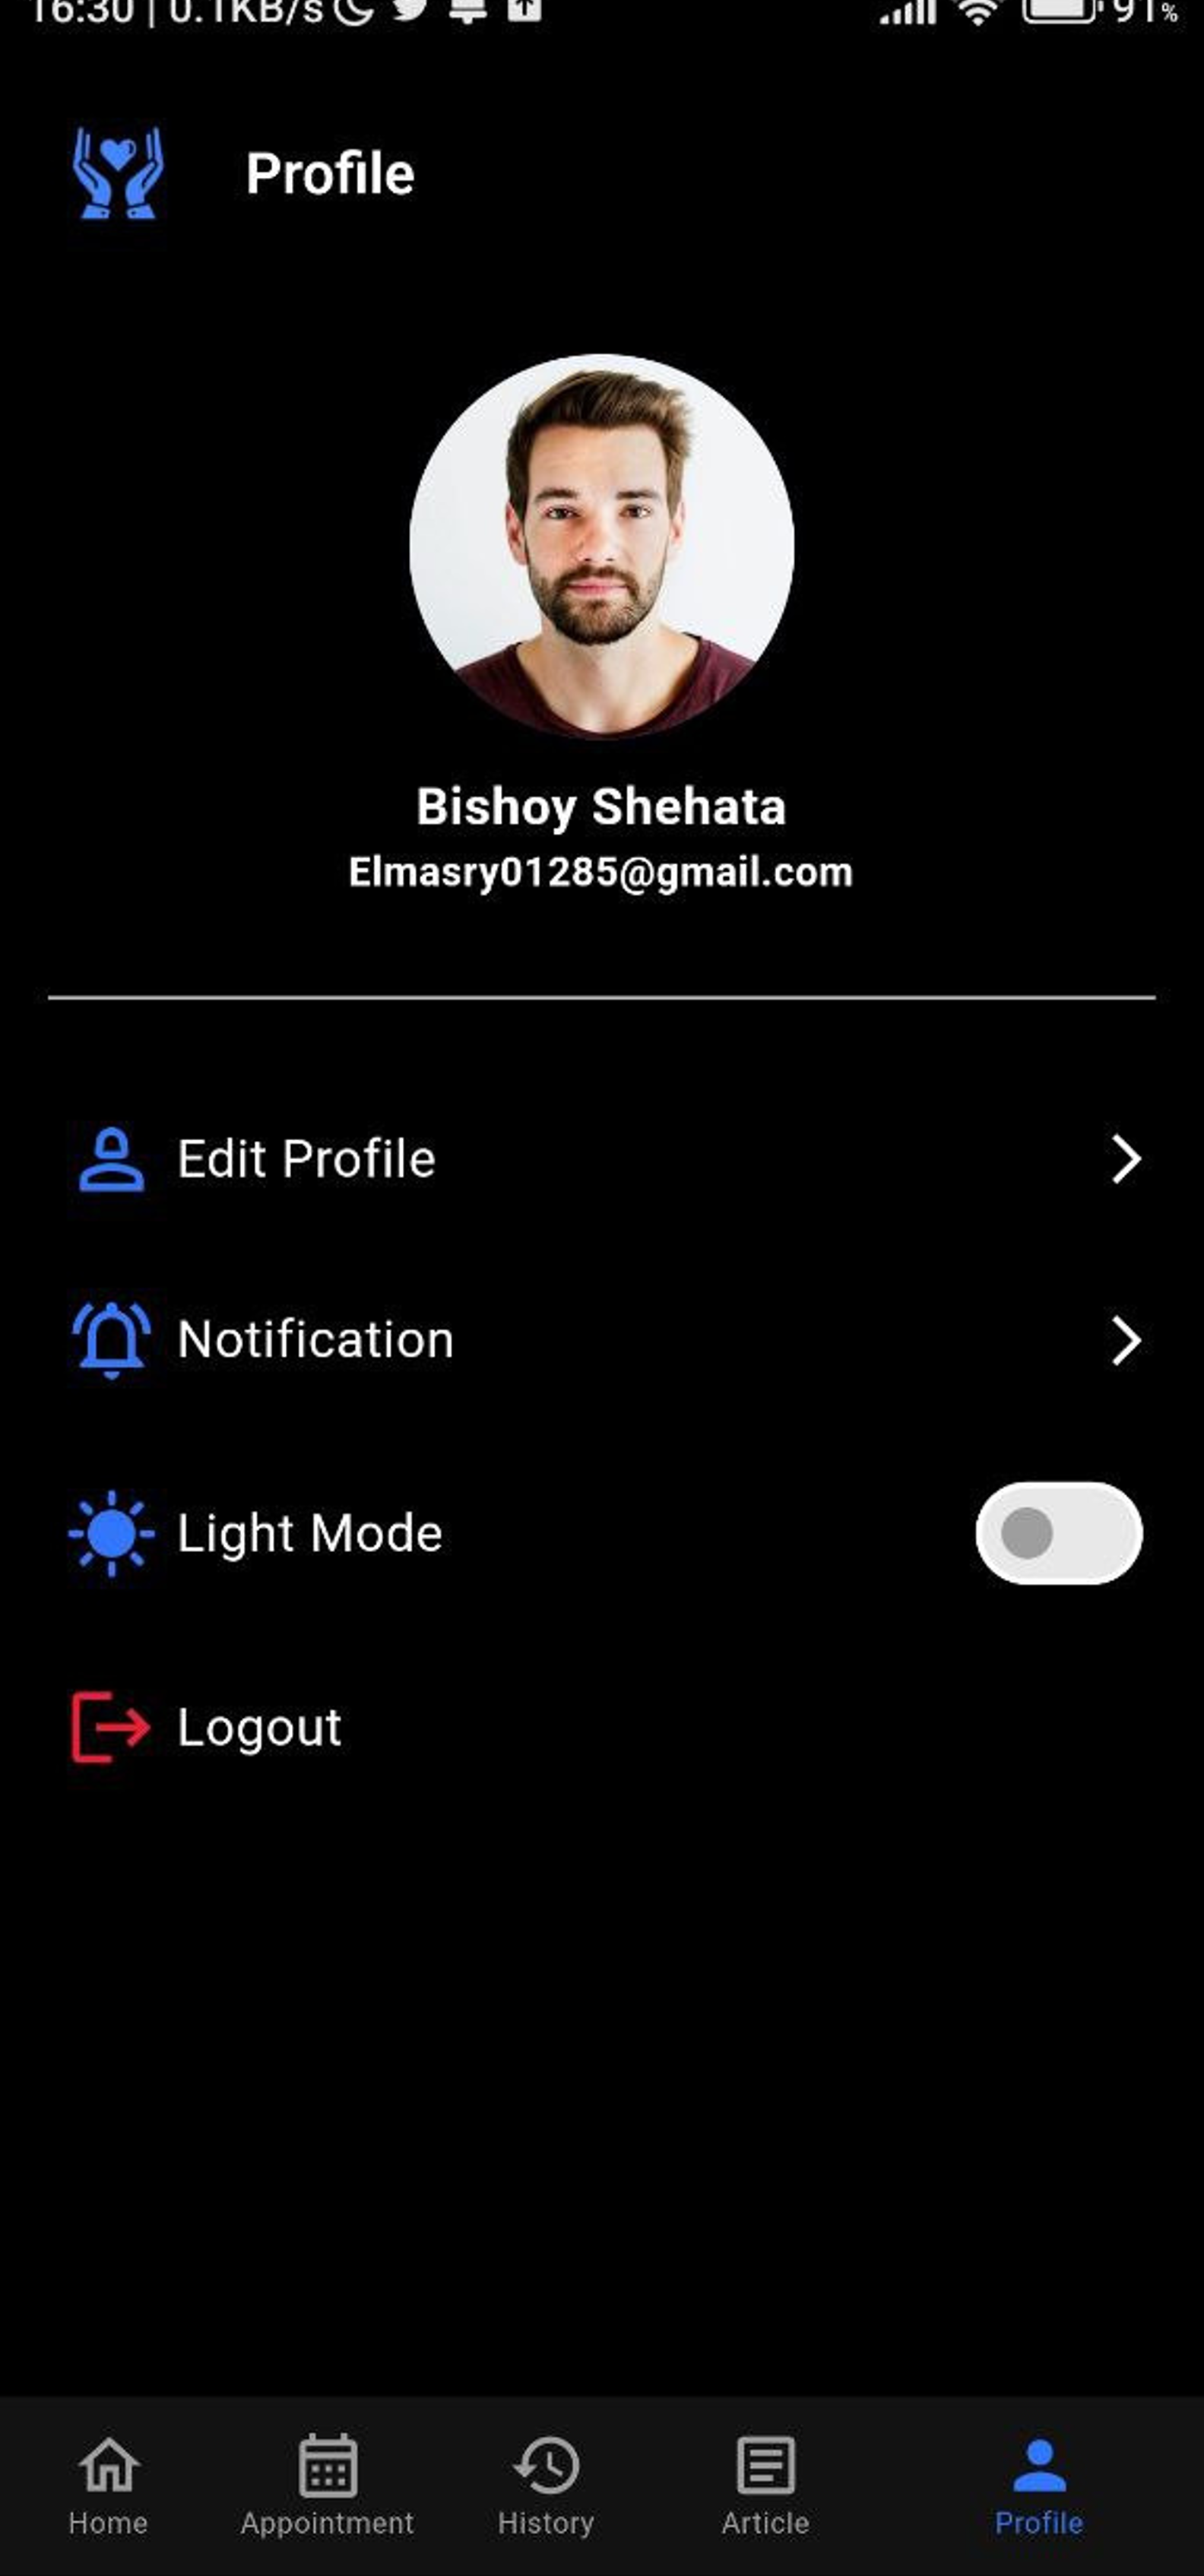 16:30 | 0.1KB/s 91%
Profile
Bishoy Shehata
Elmasry01285@gmail.com
Edit Profile
Notification
Light Mode
Logout
Home Appointment History Article Profile